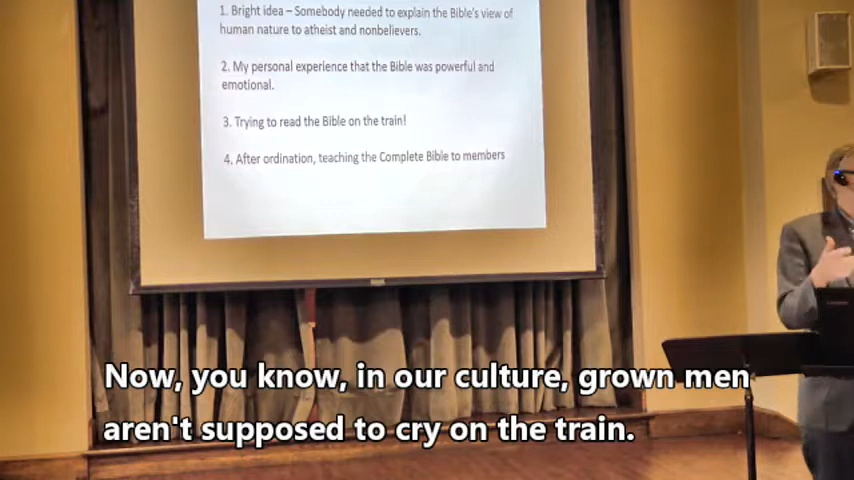 1. Bright idea – Somebody needed to explain the Bible's view of
human nature to atheist and nonbelievers.
2. My personal experience that the Bible was powerful and
emotional.
3. Trying to read the Bible on the train!
4. After ordination, teaching the Complete Bible to members
Now, you know, in our culture, grown men
aren't supposed to cry on the train.